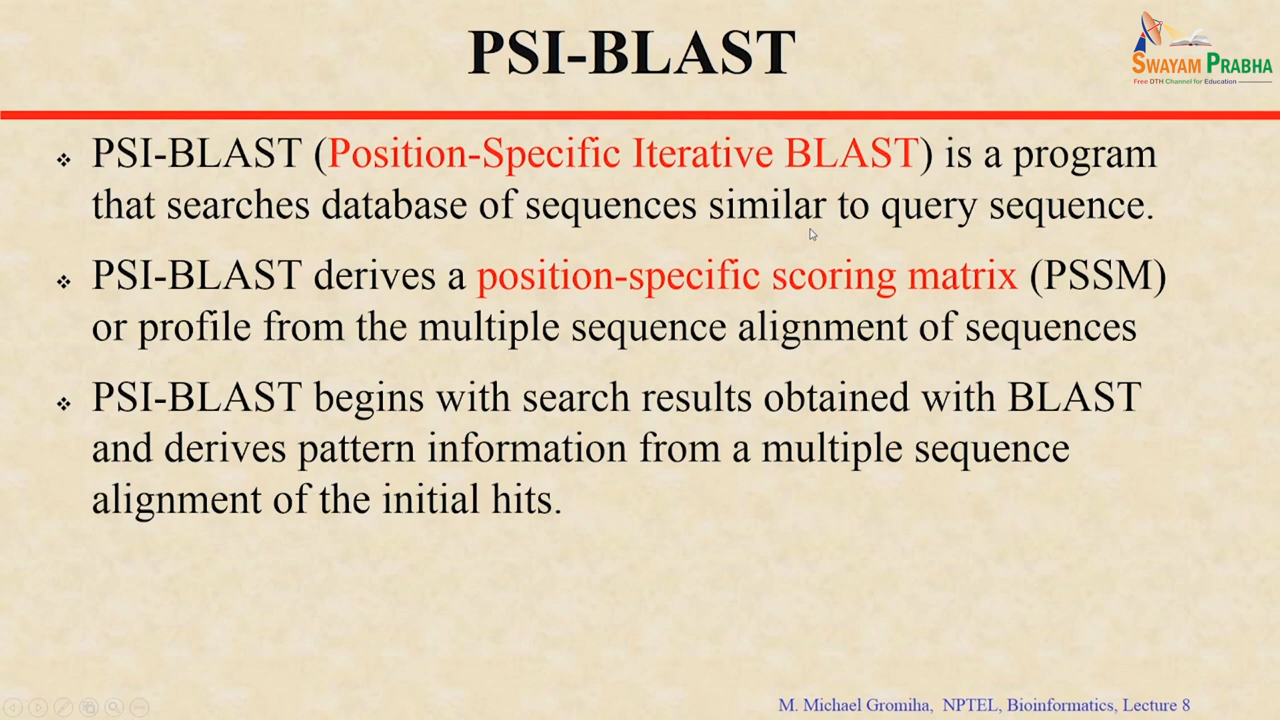 PSI-BLAST
SWAYAM PRABHA
Free DTH Channel for Education
PSI-BLAST (Position-Specific Iterative BLAST) is a program
that searches database of sequences similar to query sequence.
PSI-BLAST derives a position-specific scoring matrix (PSSM)
or profile from the multiple sequence alignment of sequences
PSI-BLAST begins with search results obtained with BLAST
and derives pattern information from a multiple sequence
alignment of the initial hits.
M. Michael Gromiha, NPTEL, Bioinformatics, Lecture 8